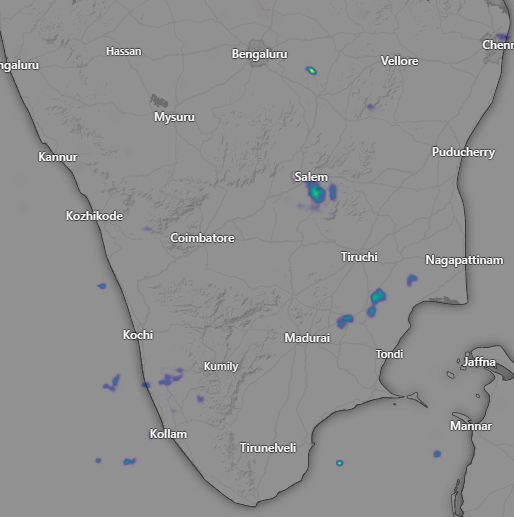 Hassan
Bengaluru
Chenn
ngaluru
Vellore
Mysuru
Kannur
Puducherry
Salem
Kozhikode
Coimbatore
Tiruchi
Nagapattinam
Kochi
Madurai
Tondi
Kumily
Jaffna
Mannar
Kollam
Tirunelveli